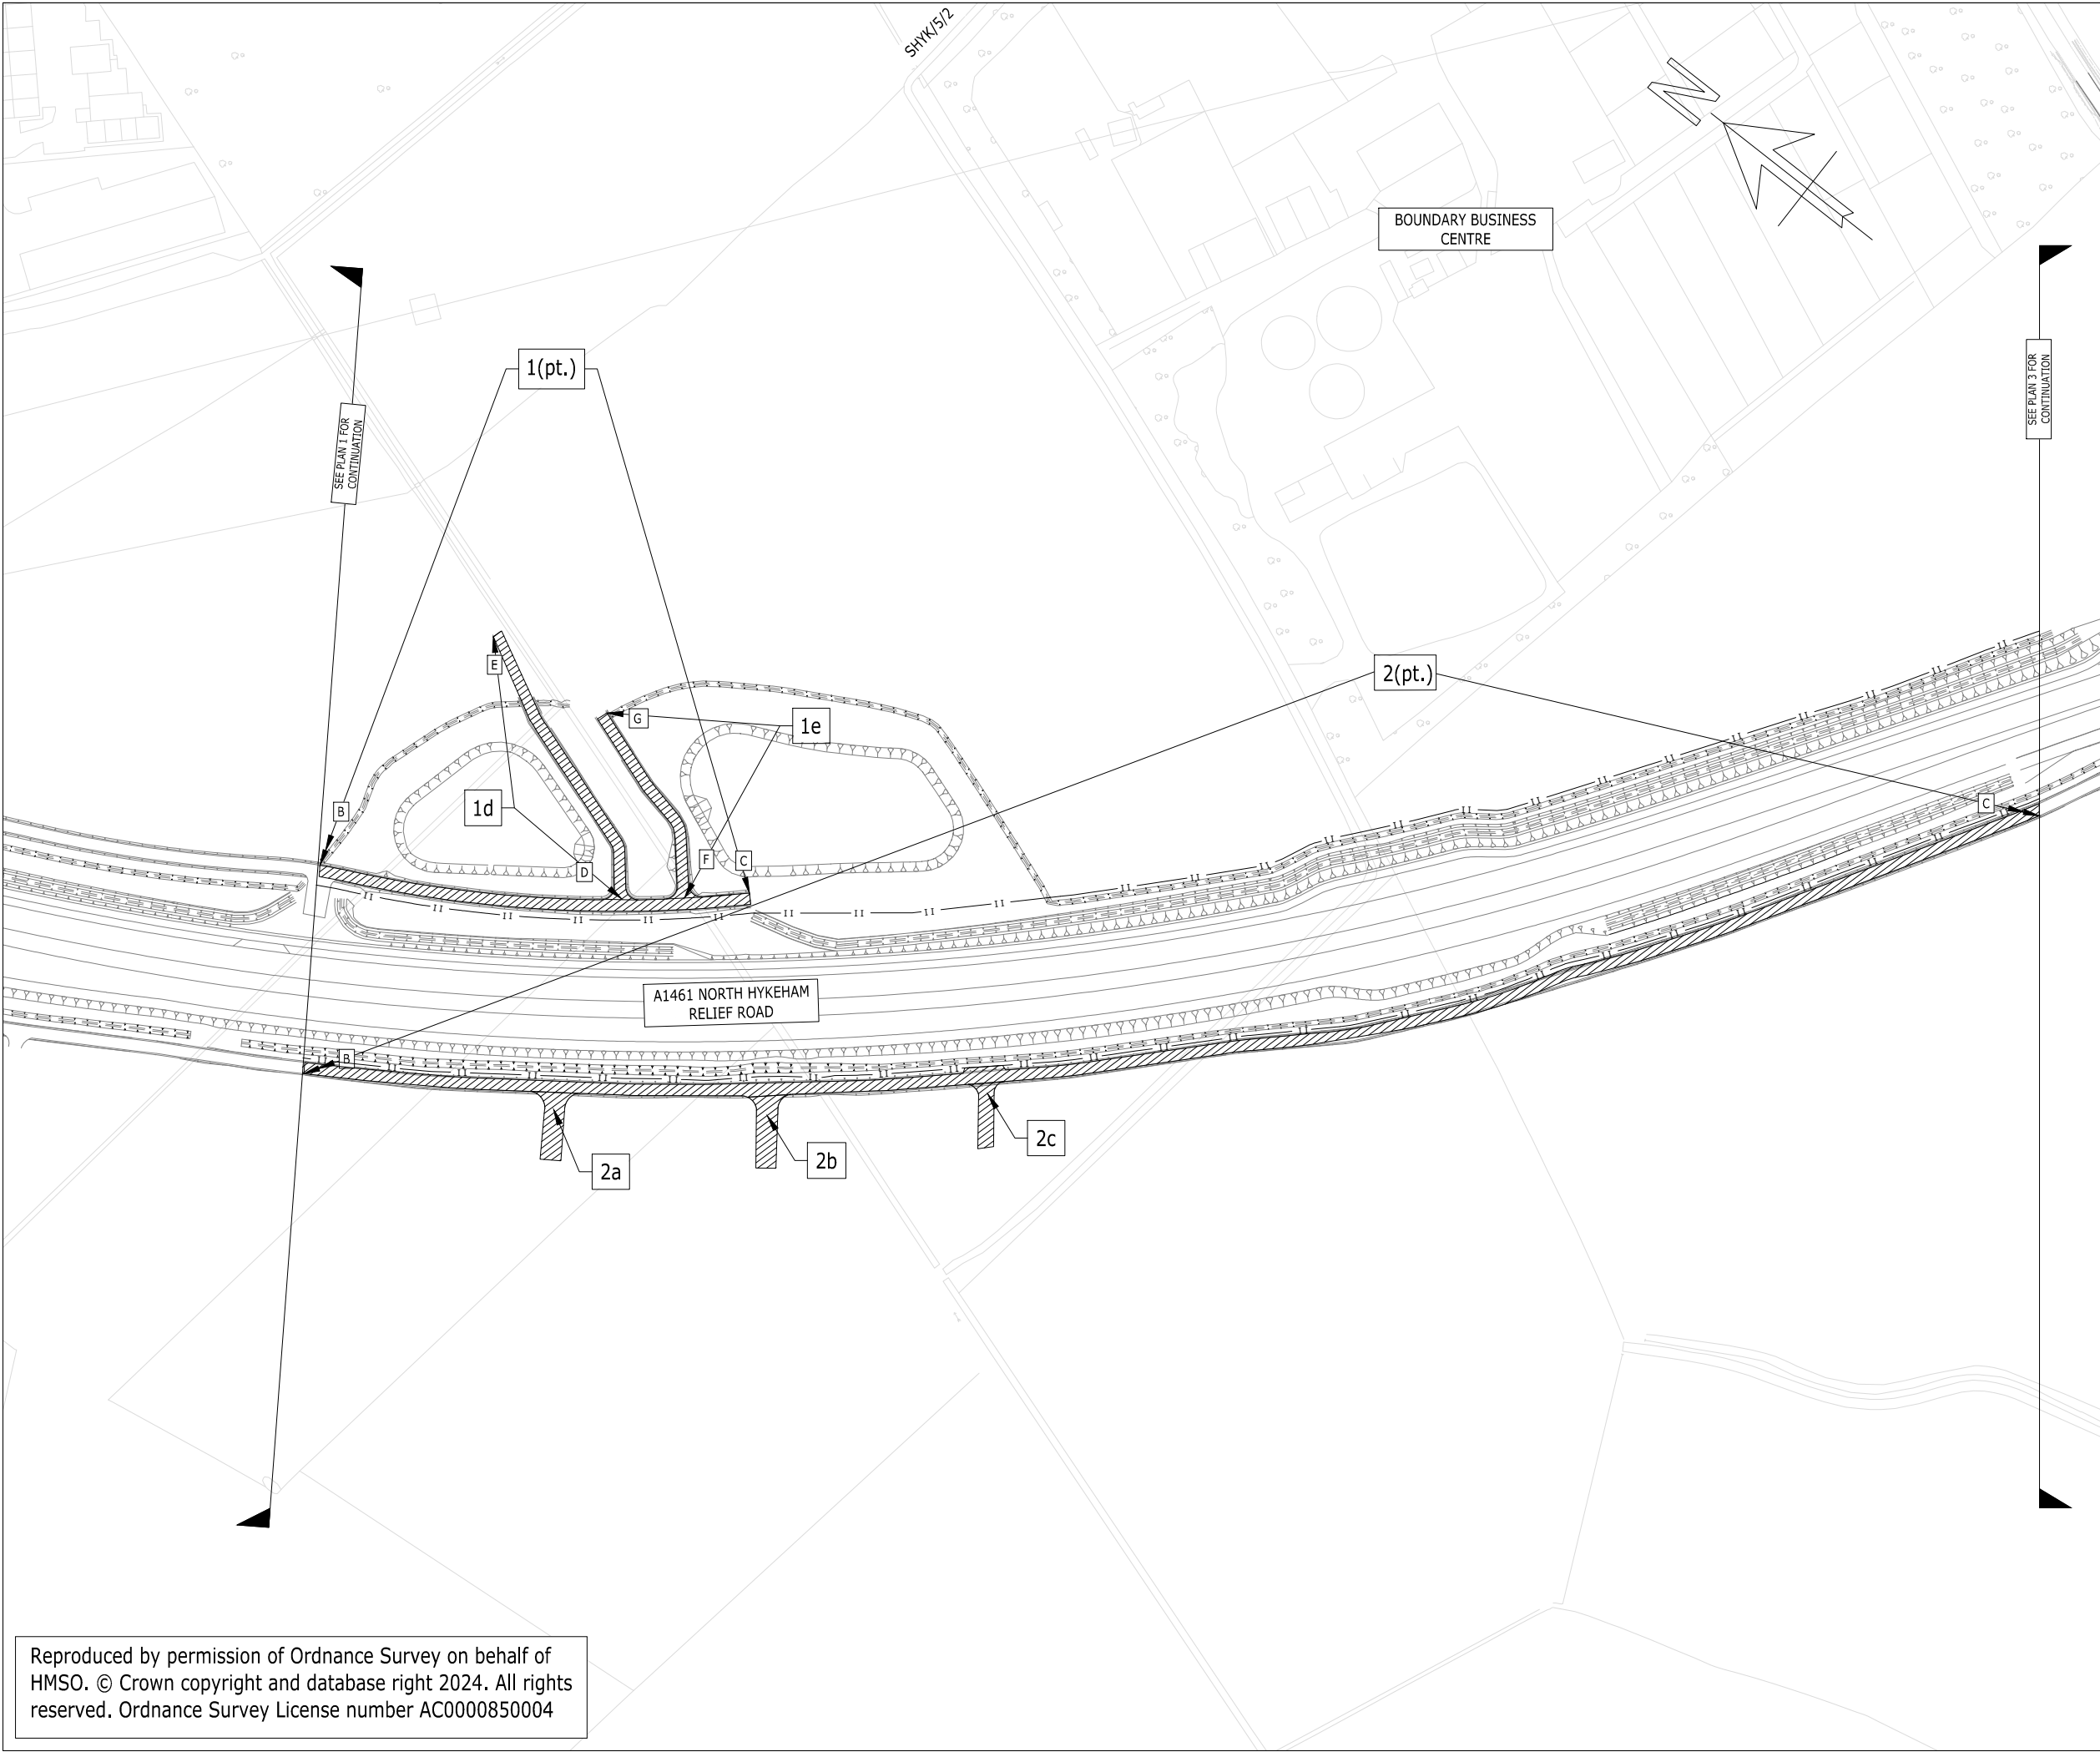 SHYK/5/2
N
BOUNDARY BUSINESS
CENTRE
SEE PLAN 1 FOR
CONTINUATION
SEE PLAN 3 FOR
CONTINUATION
1(pt.)
E
2(pt.)
G
1e
1d
B
C
F
C
D
A1461 NORTH HYKEHAM
RELIEF ROAD
B
2a
2b
2c
Reproduced by permission of Ordnance Survey on behalf of
HMSO. © Crown copyright and database right 2024. All rights
reserved. Ordnance Survey License number AC0000850004